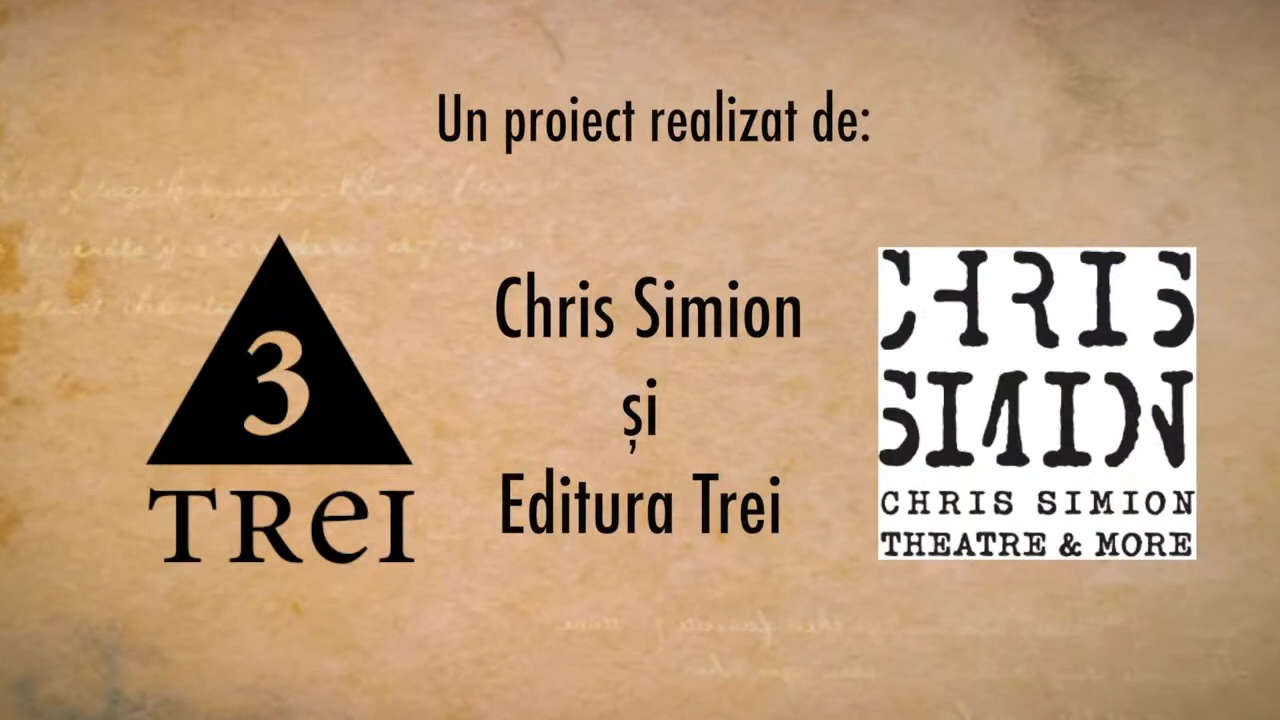 Un proiect realizat de:
3
TREI
Chris Simion
și
Editura Trei
CHRIS
SIMION
CHRIS SIMION
THEATRE & MORE